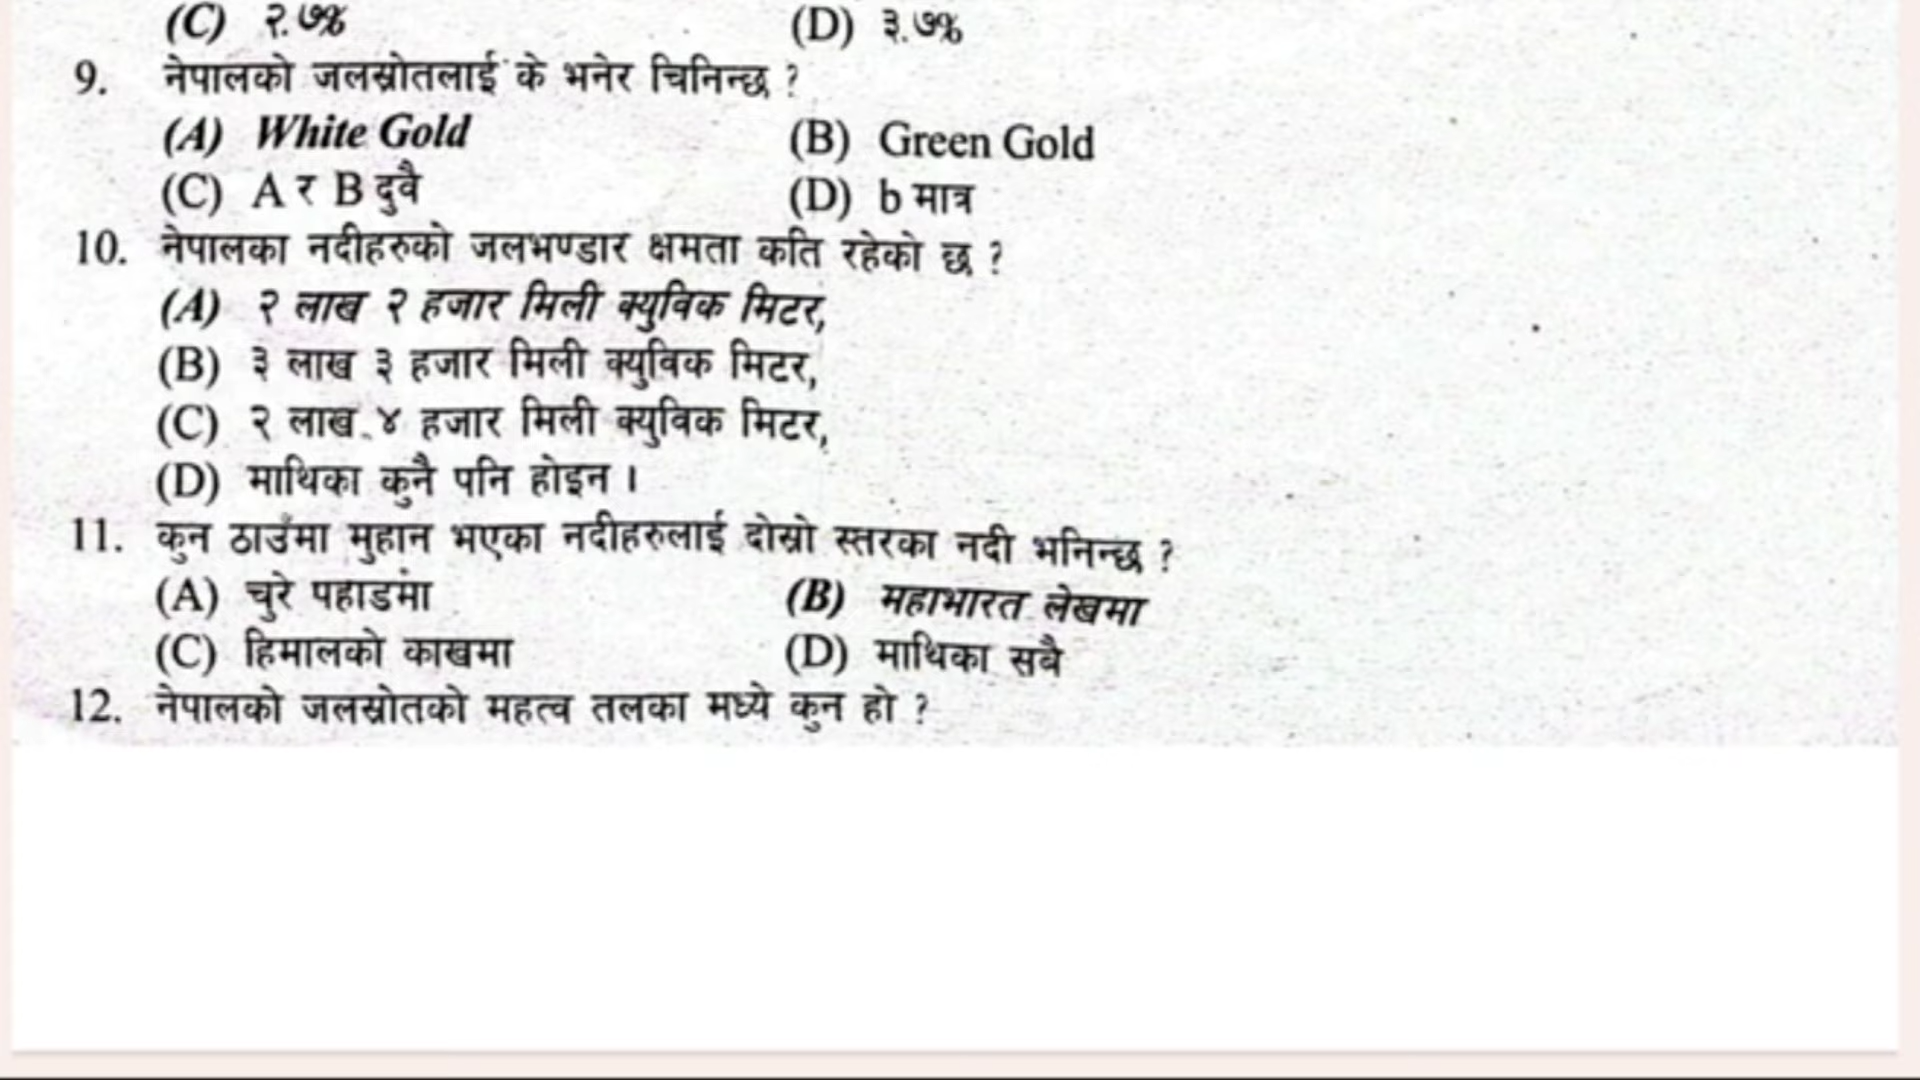 (C) २.७% (D) ३.७%
9. नेपालको जलस्रोतलाई के भनेर चिनिन्छ ?
(A) White Gold (B) Green Gold
(C) A र B दुवै (D) b मात्र
10. नेपालका नदीहरुको जलभण्डार क्षमता कति रहेको छ ?
(A) २ लाख २ हजार मिली क्युविक मिटर,
(B) ३ लाख ३ हजार मिली क्युविक मिटर,
(C) २ लाख ४ हजार मिली क्युविक मिटर,
(D) माथिका कुनै पनि होइन ।
11. कुन ठाउँमा मुहान भएका नदीहरुलाई दोस्रो स्तरका नदी भनिन्छ ?
(A) चुरे पहाडमा (B) महाभारत लेखमा
(C) हिमालको काखमा (D) माथिका सबै
12. नेपालको जलस्रोतको महत्व तलका मध्ये कुन हो ?